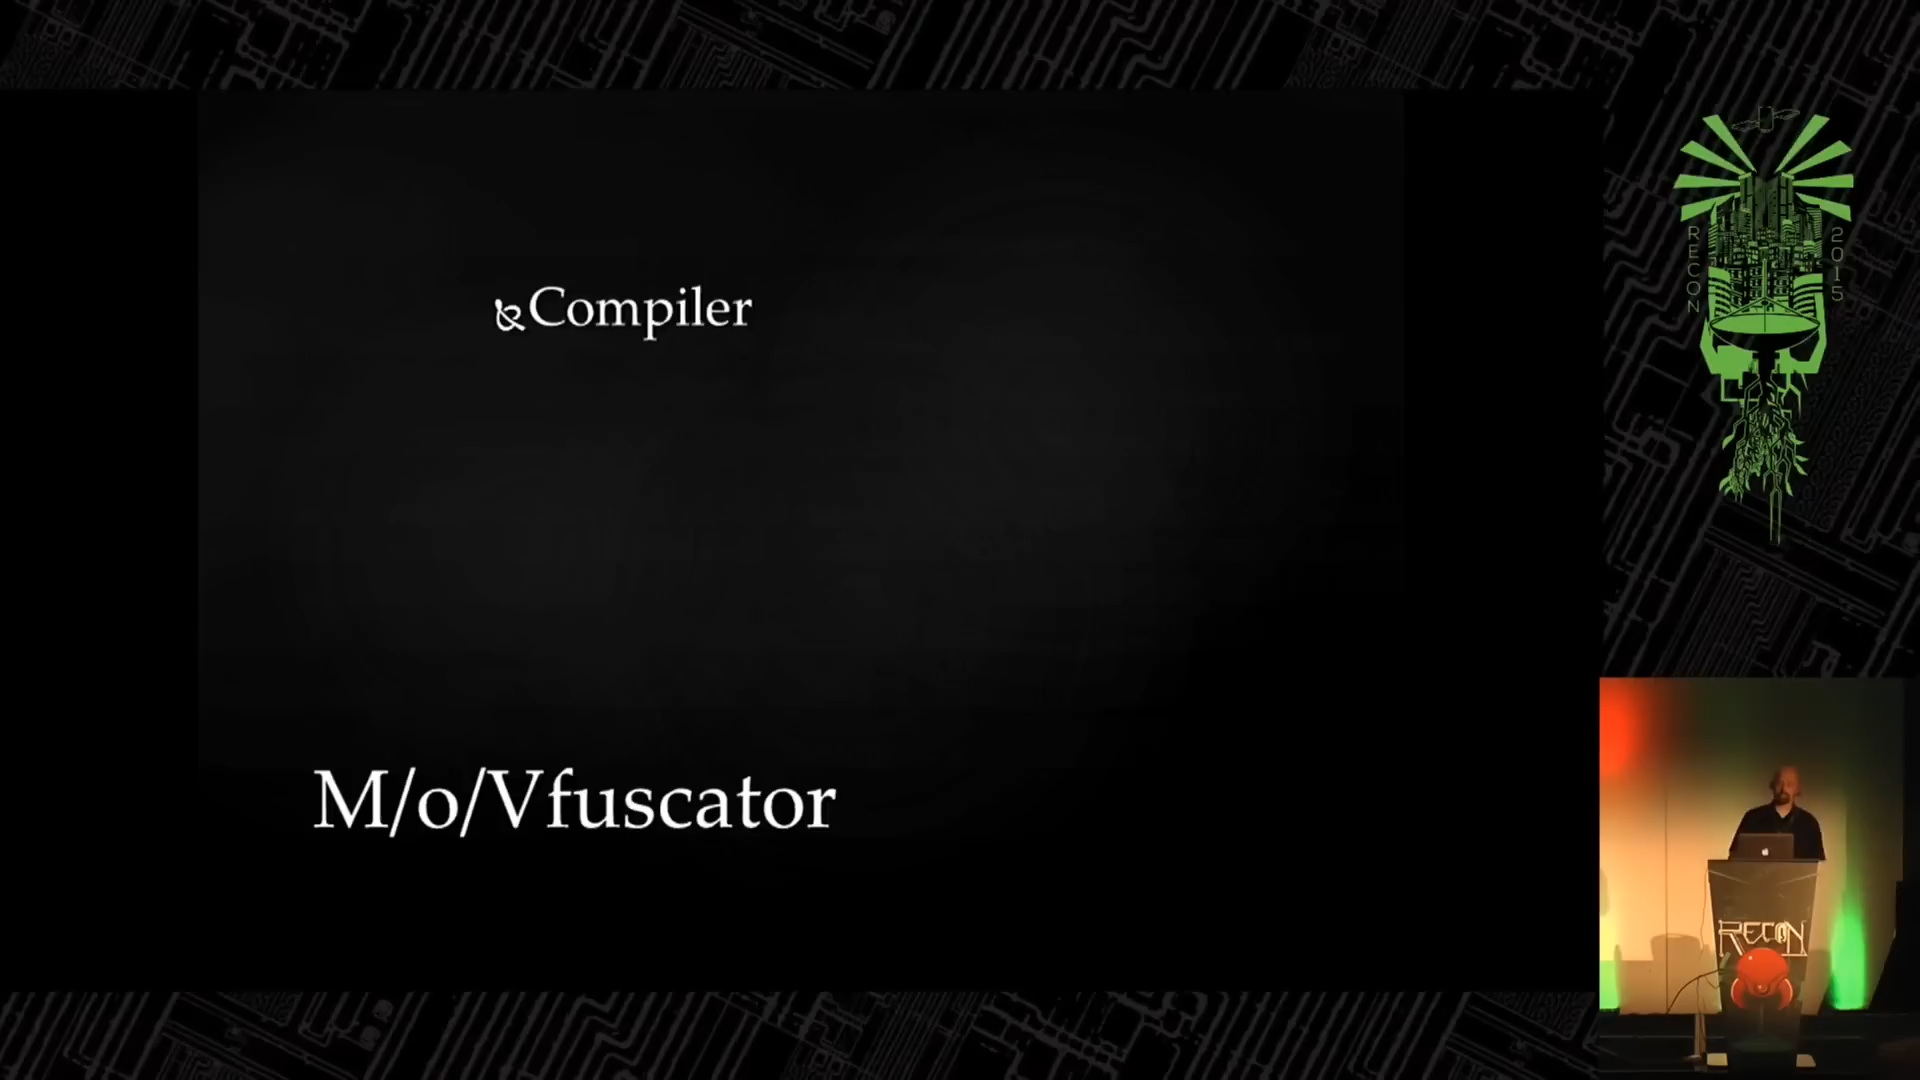 Compiler
M/o/Vfuscator
RECON
2015
RECON